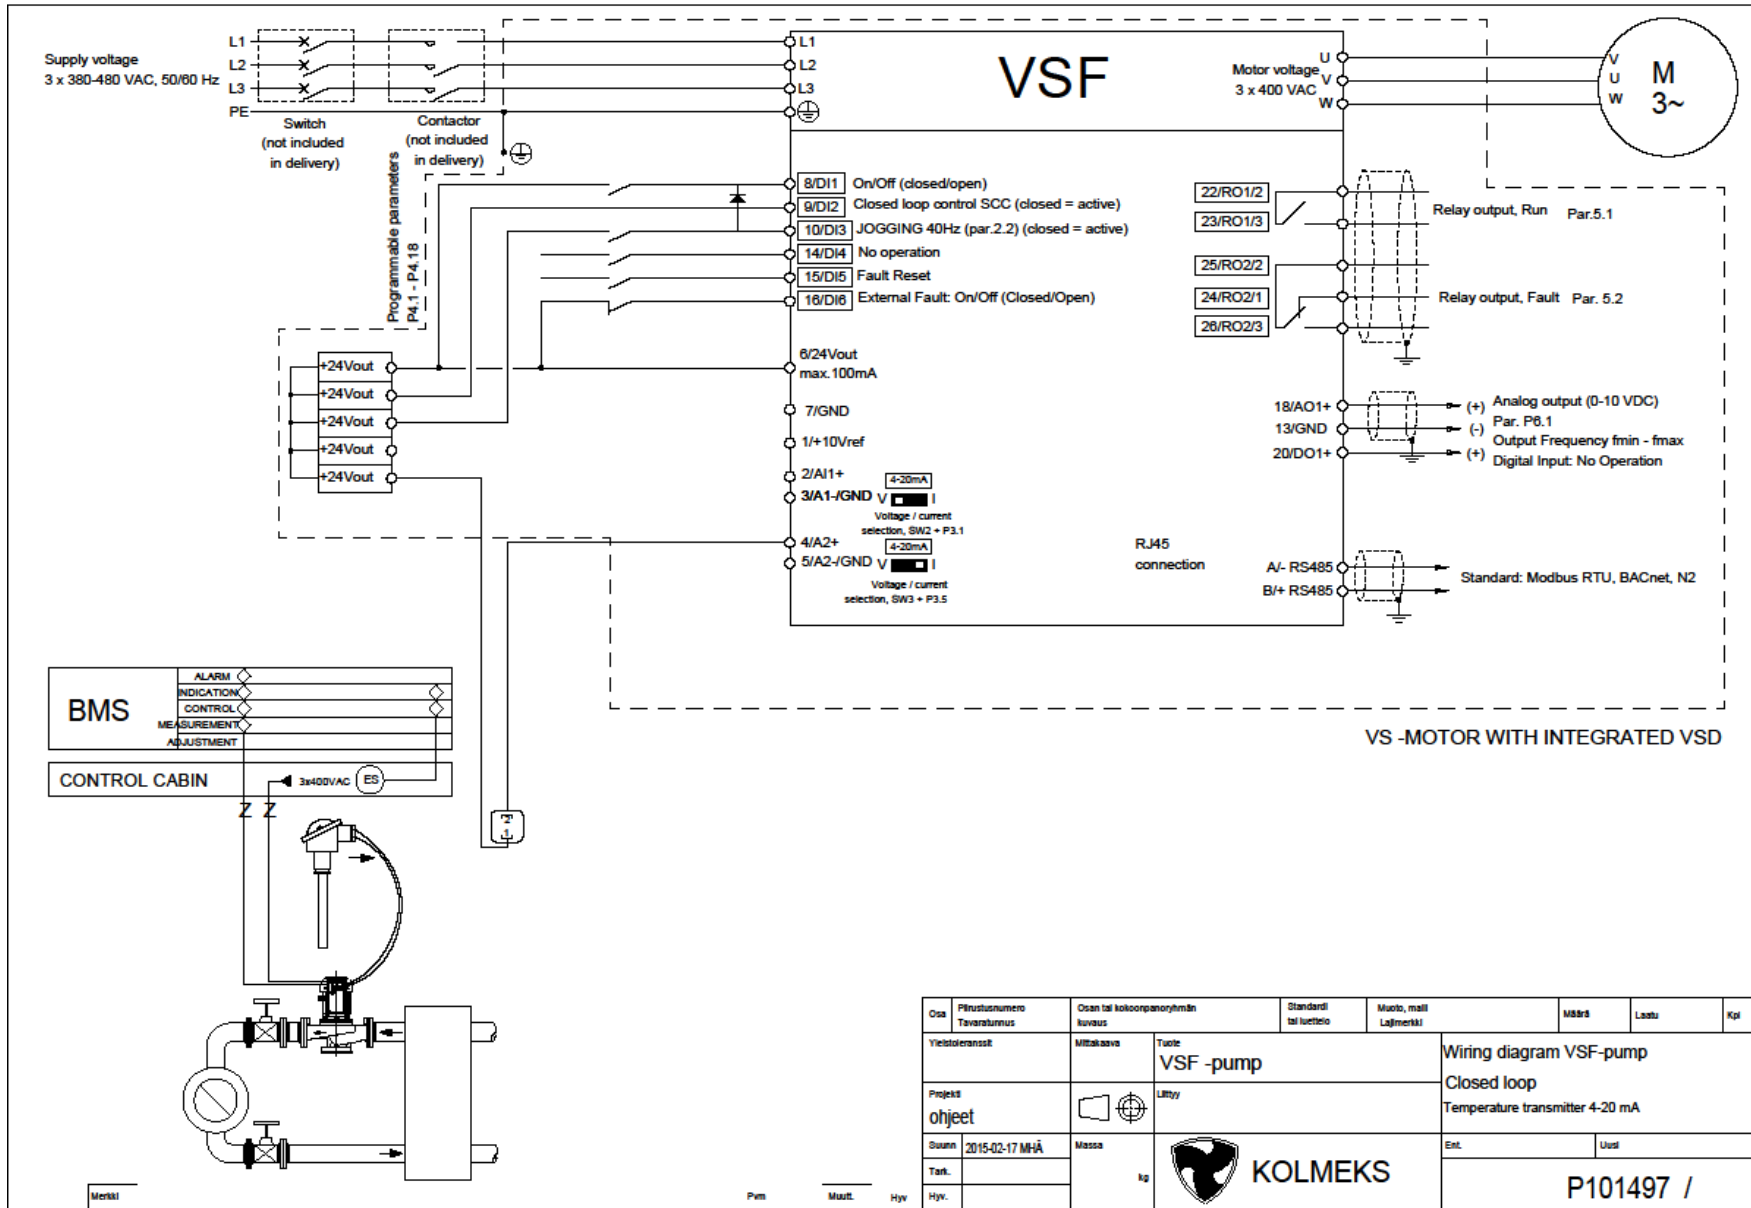 Supply voltage
3 x 380-480 VAC, 50/60 Hz
L1
L2
L3
PE
Switch
(not included
in delivery)
Contactor
(not included
in delivery)
Programmable parameters
P4.1 - P4.18
L1
L2
L3
VSF
Motor voltage
3 x 400 VAC
U
V
W
V
U
W
M
3~
8/DI1 On/Off (closed/open)
9/DI2 Closed loop control SCC (closed = active)
10/DI3 JOGGING 40Hz (par.2.2) (closed = active)
14/DI4 No operation
15/DI5 Fault Reset
16/DI6 External Fault: On/Off (Closed/Open)
6/24Vout
max.100mA
7/GND
1/+10Vref
2/AI1+
3/A1-/GND
4-20mA
V I
Voltage / current
selection, SW2 + P3.1
4/A2+
5/A2-/GND
4-20mA
V I
Voltage / current
selection, SW3 + P3.5
+24Vout
+24Vout
+24Vout
+24Vout
+24Vout
22/RO1/2
23/RO1/3
Relay output, Run Par.5.1
25/RO2/2
24/RO2/1
26/RO2/3
Relay output, Fault Par. 5.2
18/AO1+
13/GND
20/DO1+
(+)
(-)
(+)
Analog output (0-10 VDC)
Par. P6.1
Output Frequency fmin - fmax
Digital Input: No Operation
RJ45
connection
A/- RS485
B/+ RS485
Standard: Modbus RTU, BACnet, N2
VS -MOTOR WITH INTEGRATED VSD
BMS
ALARM
INDICATION
CONTROL
MEASUREMENT
ADJUSTMENT
CONTROL CABIN
3x400VAC
ES
Z Z
Osa
Piirustusnumero
Tavaratunnus
Osan tai kokoonpanoryhmän
kuvaus
Standardi
tai luettelo
Muoto, malli
Lajimerkki
Määrä
Laatu
Kpl
Yleistoleranssit
Mittakaava
Tuote
VSF -pump
Wiring diagram VSF-pump
Closed loop
Temperature transmitter 4-20 mA
Projekti
ohjeet
Liittyy
Suunn 2015-02-17 MHÄ
Massa
kg
Tark.
Hyv.
KOLMEKS
Ent.
Uusi
P101497 /
Merkki
Pvm
Muutt.
Hyv